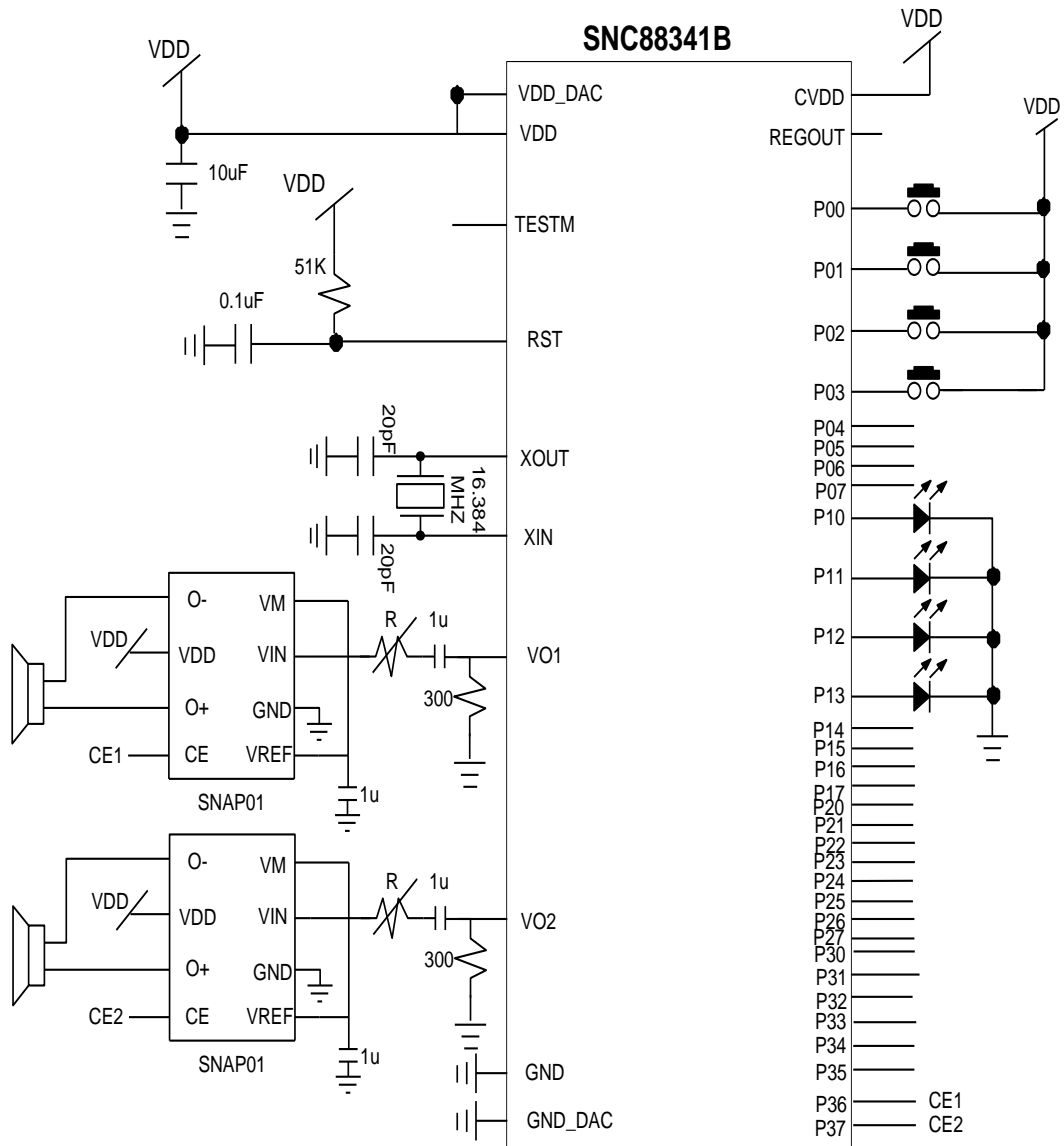 SNC88341B
VDD
VDD
VDD_DAC
CVDD
VDD
VDD
REGOUT
10uF
VDD
P00
TESTM
51K
P01
0.1uF
RST
P02
P03
20pF
P04
XOUT
P05
P06
16.384
MHZ
P07
P10
XIN
20pF
P11
O-
VM
R
1u
P12
VDD
VDD
VIN
VO1
O+
GND
300
P13
CE1
CE
VREF
P14
P15
P16
1u
SNAP01
P17
P20
P21
O-
VM
P22
P23
R
1u
P24
VDD
VDD
VIN
VO2
P25
P26
P27
300
P30
O+
GND
P31
P32
CE2
CE
VREF
P33
P34
SNAP01
1u
GND
P35
P36
CE1
GND_DAC
P37
CE2